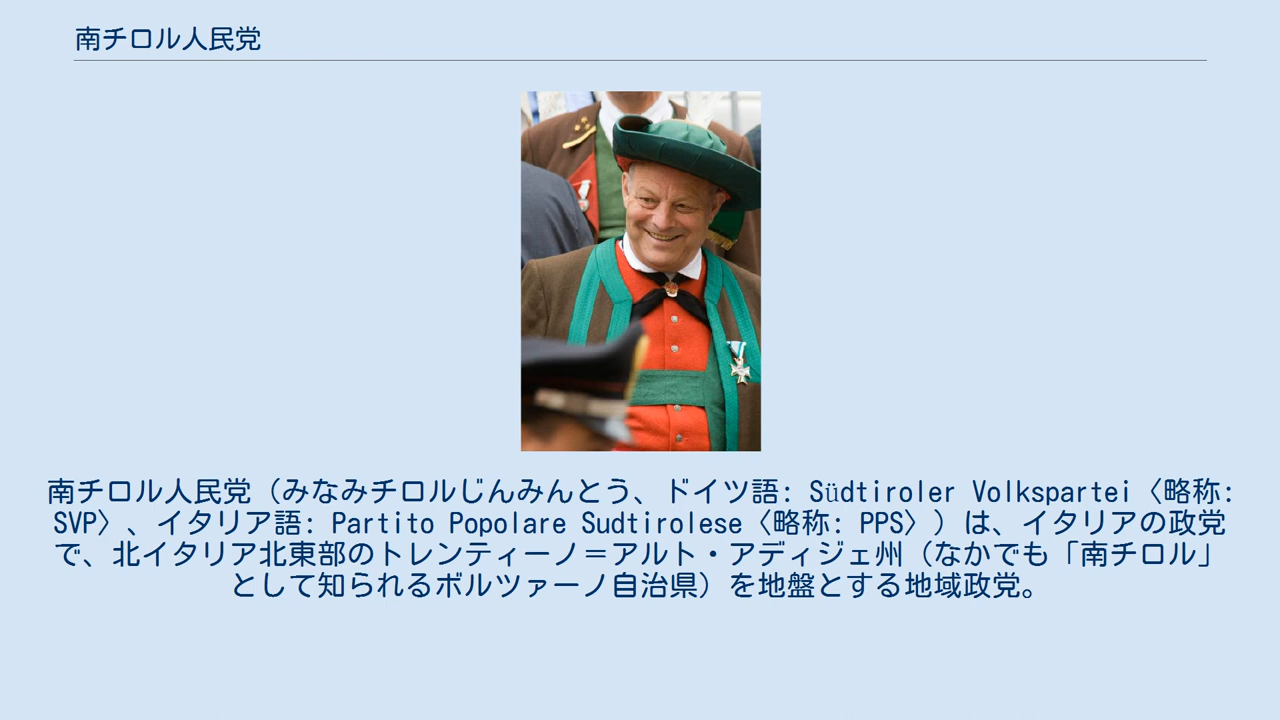 南チロル人民党
南チロル人民党（みなみチロルじんみんとう、ドイツ語: Südtiroler Volkspartei〈略称:
SVP〉、イタリア語: Partito Popolare Sudtirolese〈略称: PPS〉）は、イタリアの政党
で、北イタリア北東部のトレンティーノ＝アルト・アディジェ州（なかでも「南チロル」
として知られるボルツァーノ自治県）を地盤とする地域政党。